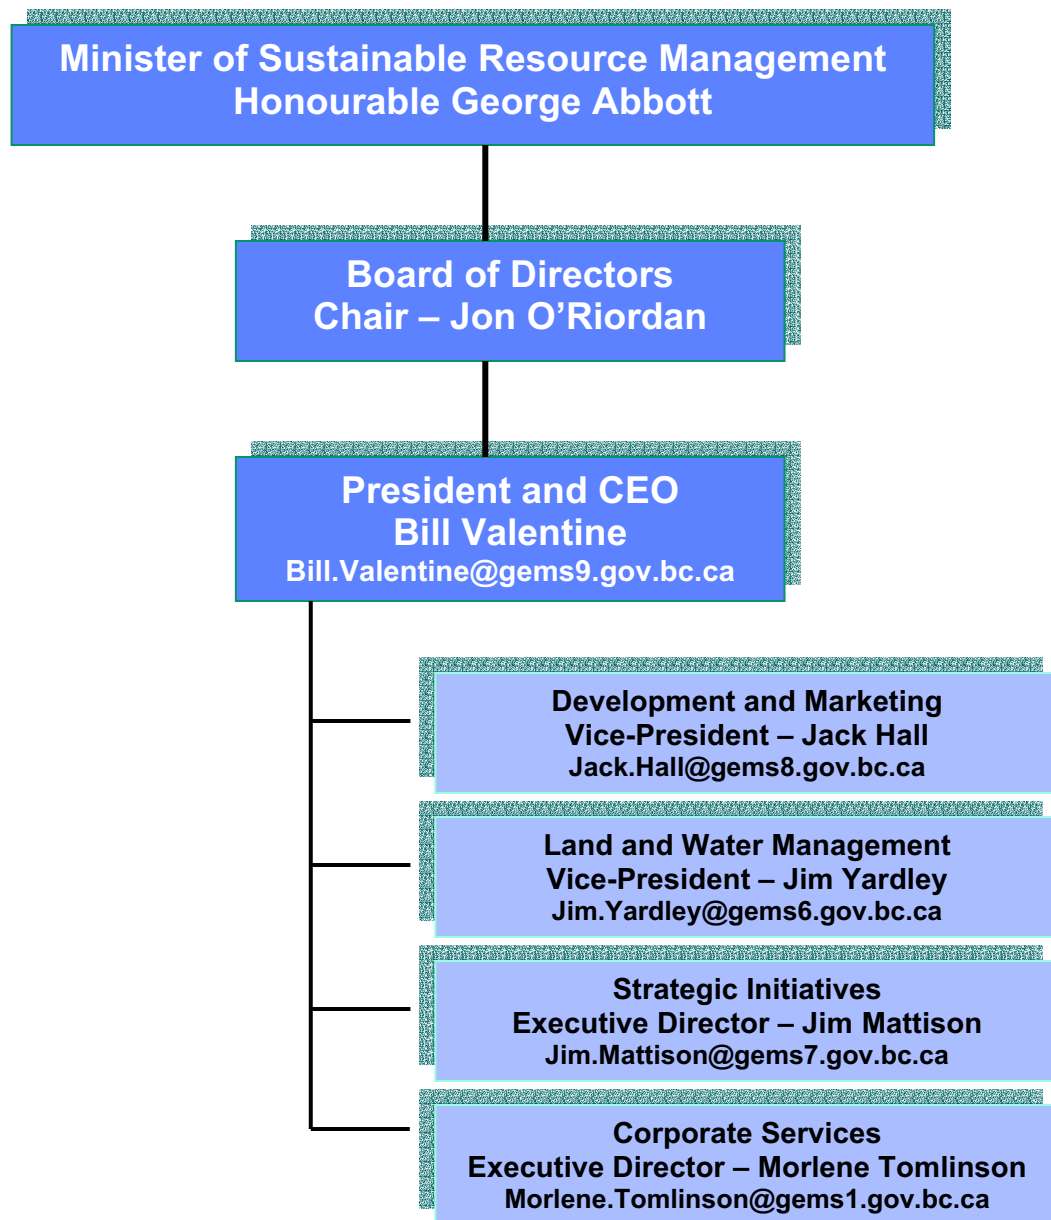 Minister of Sustainable Resource Management
Honourable George Abbott
Board of Directors
Chair – Jon O’Riordan
President and CEO
Bill Valentine
Bill.Valentine@gems9.gov.bc.ca
Development and Marketing
Vice-President – Jack Hall
Jack.Hall@gems8.gov.bc.ca
Land and Water Management
Vice-President – Jim Yardley
Jim.Yardley@gems6.gov.bc.ca
Strategic Initiatives
Executive Director – Jim Mattison
Jim.Mattison@gems7.gov.bc.ca
Corporate Services
Executive Director – Morlene Tomlinson
Morlene.Tomlinson@gems1.gov.bc.ca